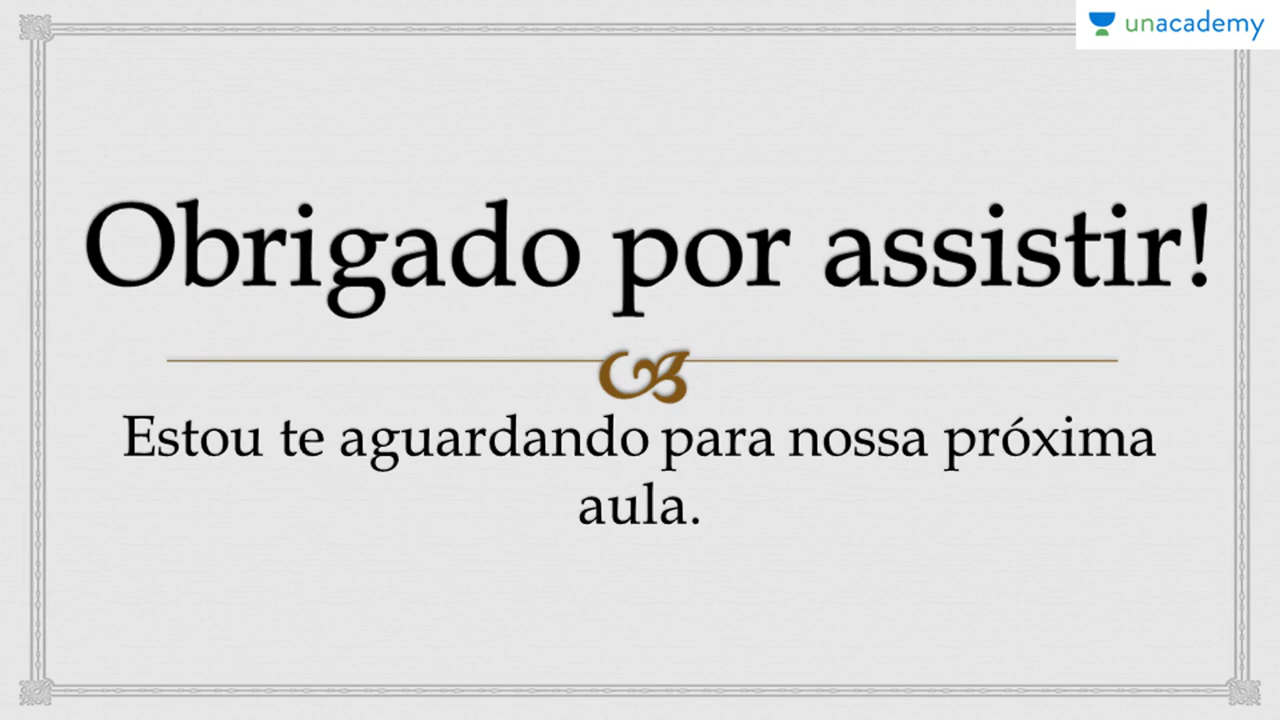 unacademy
Obrigado por assistir!
Estou te aguardando para nossa próxima
aula.